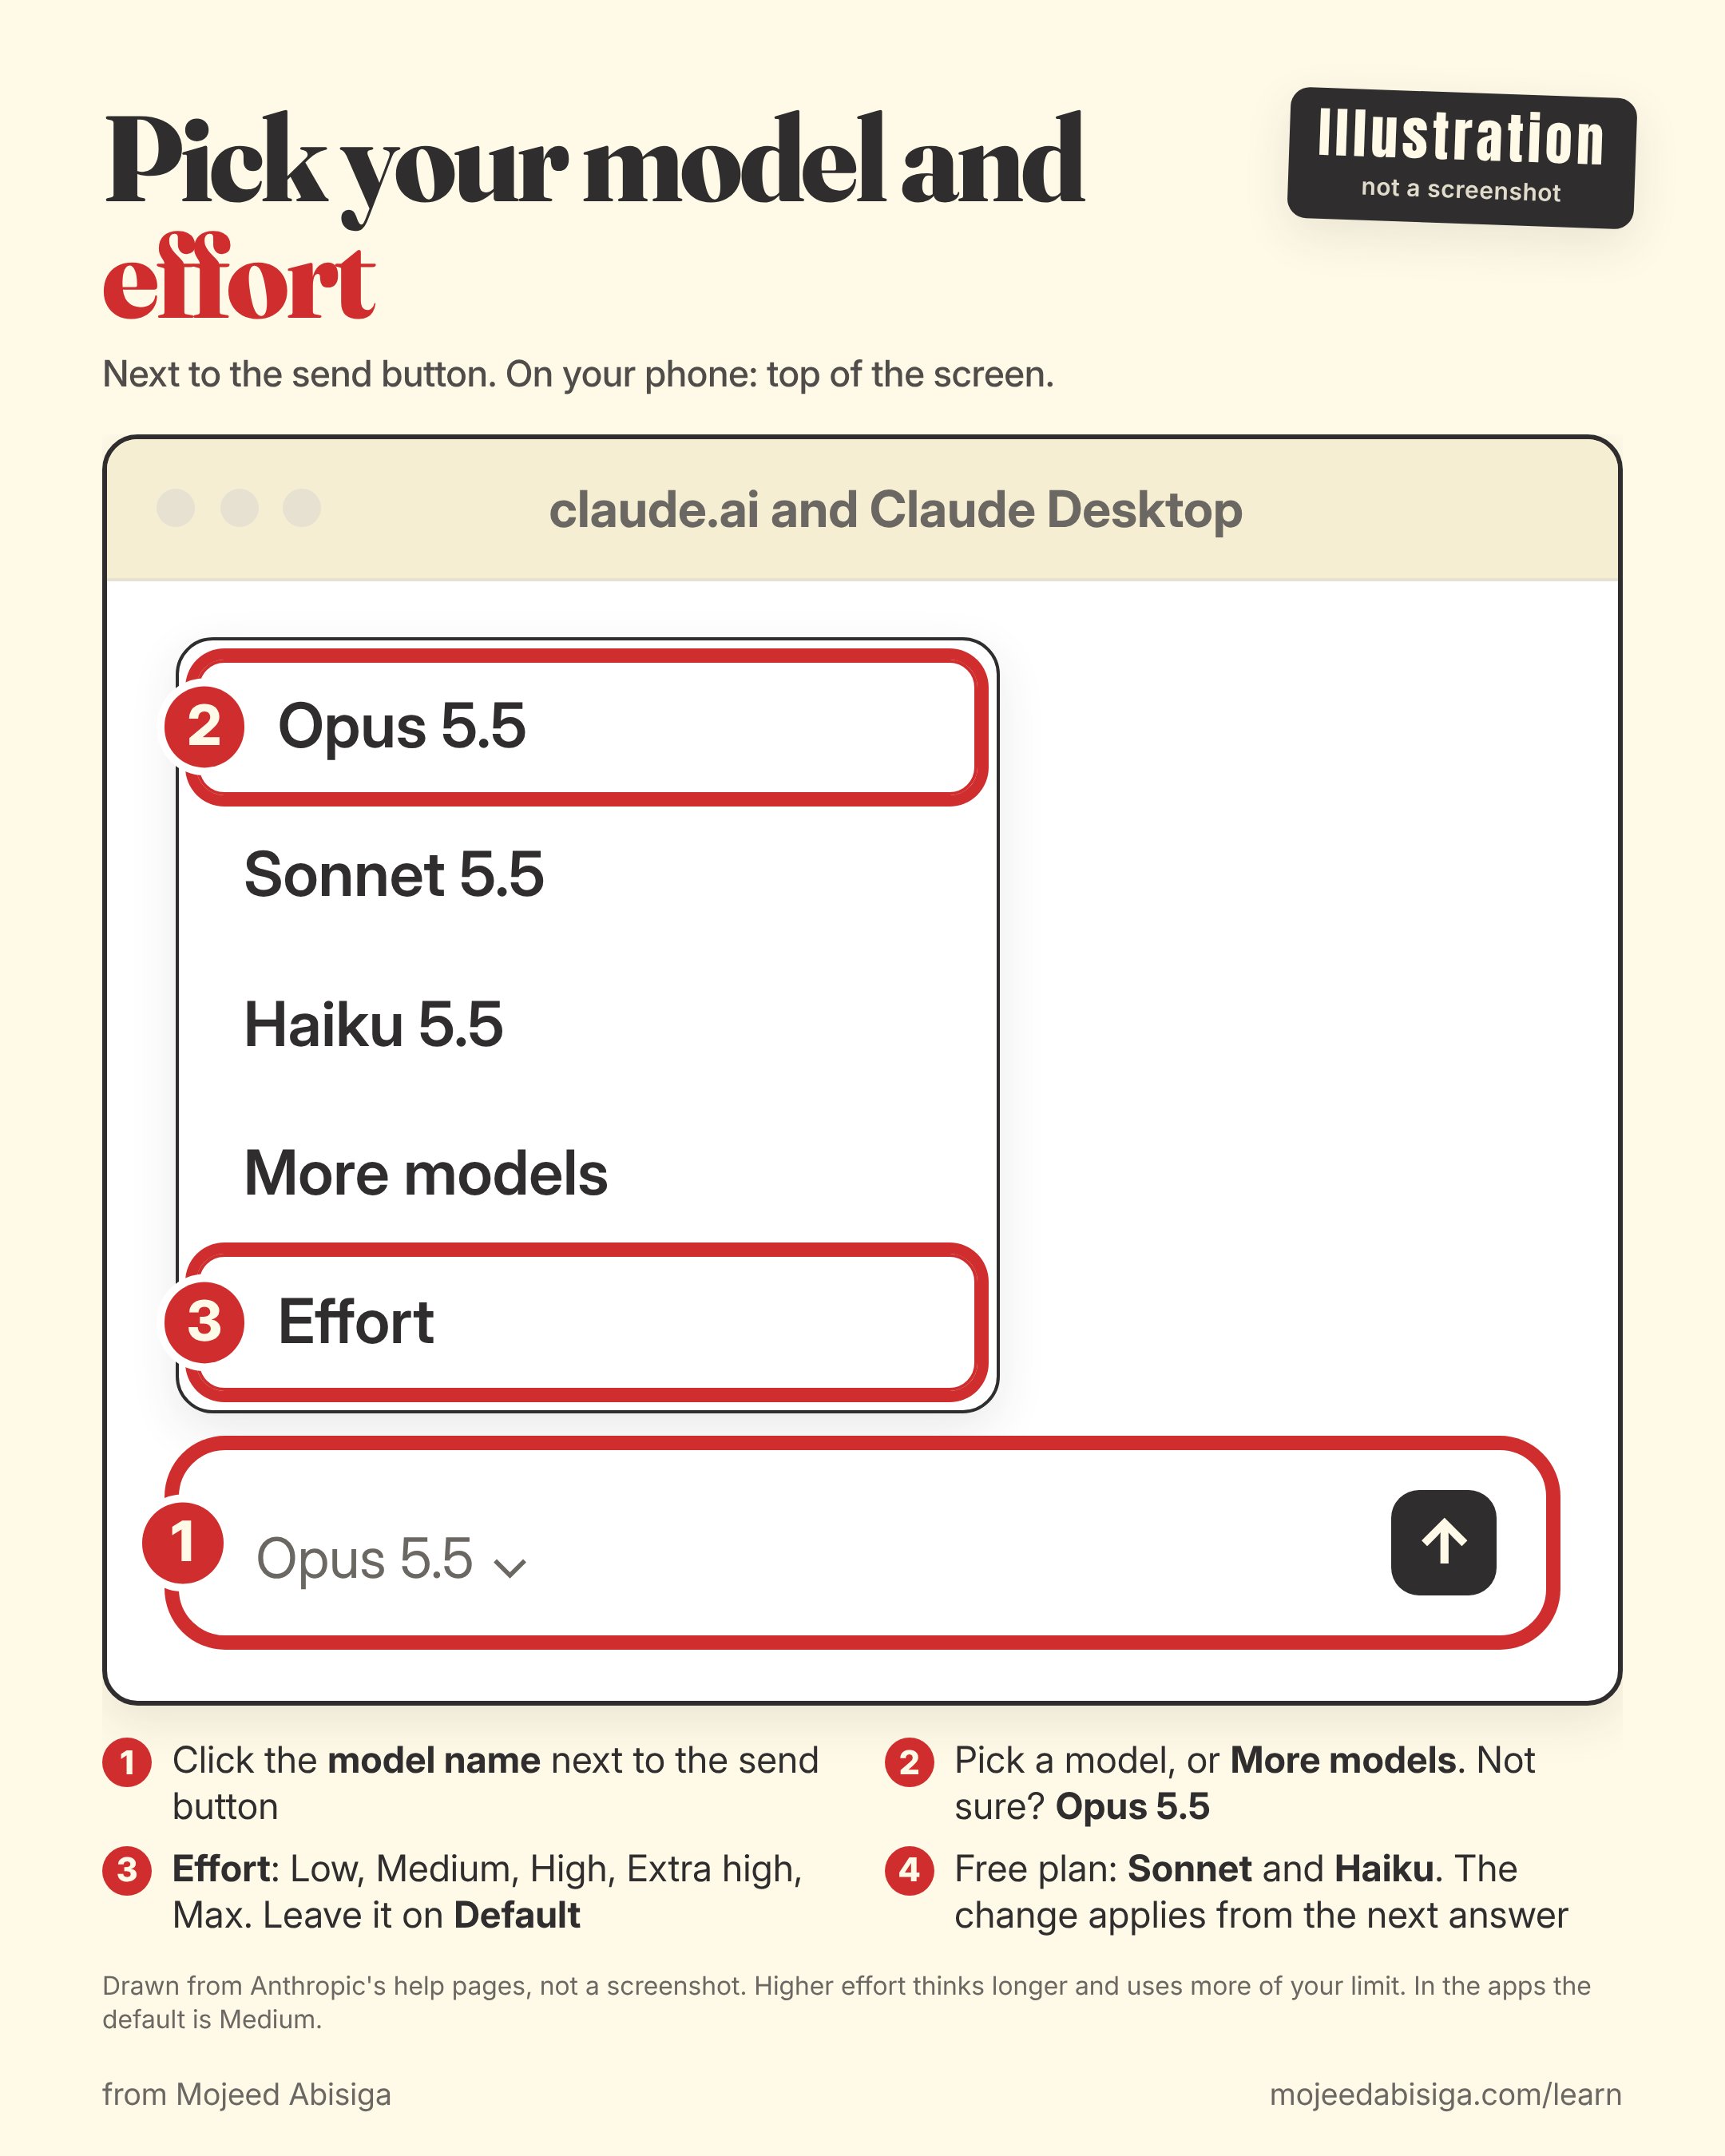 Pick your model and
effort
Illustration
not a screenshot
Next to the send button. On your phone: top of the screen.
claude.ai and Claude Desktop
2 Opus 5.5
Sonnet 5.5
Haiku 5.5
More models
3 Effort
1 Opus 5.5
1 Click the model name next to the send
button
2 Pick a model, or More models. Not
sure? Opus 5.5
3 Effort: Low, Medium, High, Extra high,
Max. Leave it on Default
4 Free plan: Sonnet and Haiku. The
change applies from the next answer
Drawn from Anthropic's help pages, not a screenshot. Higher effort thinks longer and uses more of your limit. In the apps the
default is Medium.
from Mojeed Abisiga
mojeedabisiga.com/learn